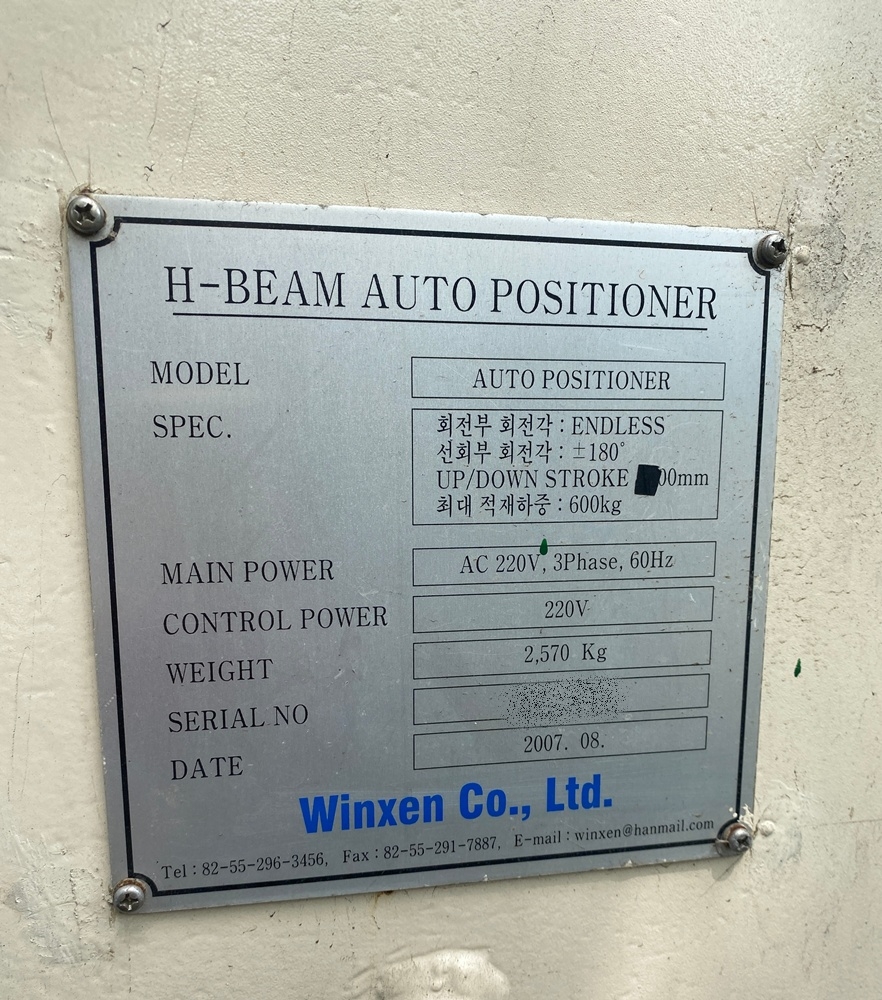 H-BEAM AUTO POSITIONER
MODEL AUTO POSITIONER
SPEC. 회전부 회전각 : ENDLESS
선회부 회전각 : ±180°
UP/DOWN STROKE
최대 적재하중 : 600kg
MAIN POWER AC 220V, 3Phase, 60Hz
CONTROL POWER 220V
WEIGHT 2,570 Kg
SERIAL NO
DATE 2007. 08.
Winxen Co., Ltd.
Tel : 82-55-296-3456, Fax : 82-55-291-7887, E-mail : winxen@hanmail.com